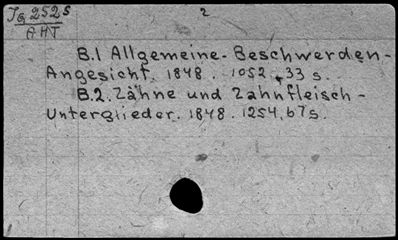 Ja 2525 2
AHT
B.1 Allgemeine-Beschwerden-
Angesicht. 1848. 1052, 33 s.
B.2. Zähne und Zahnfleisch-
Unterglieder. 1848. 1254, 67 s.